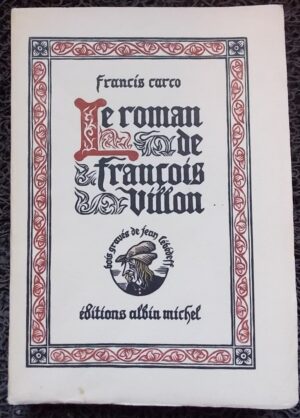 francis carco
Le roman
de
françois
villon
bois gravés de jean lébédeff
éditions albin michel